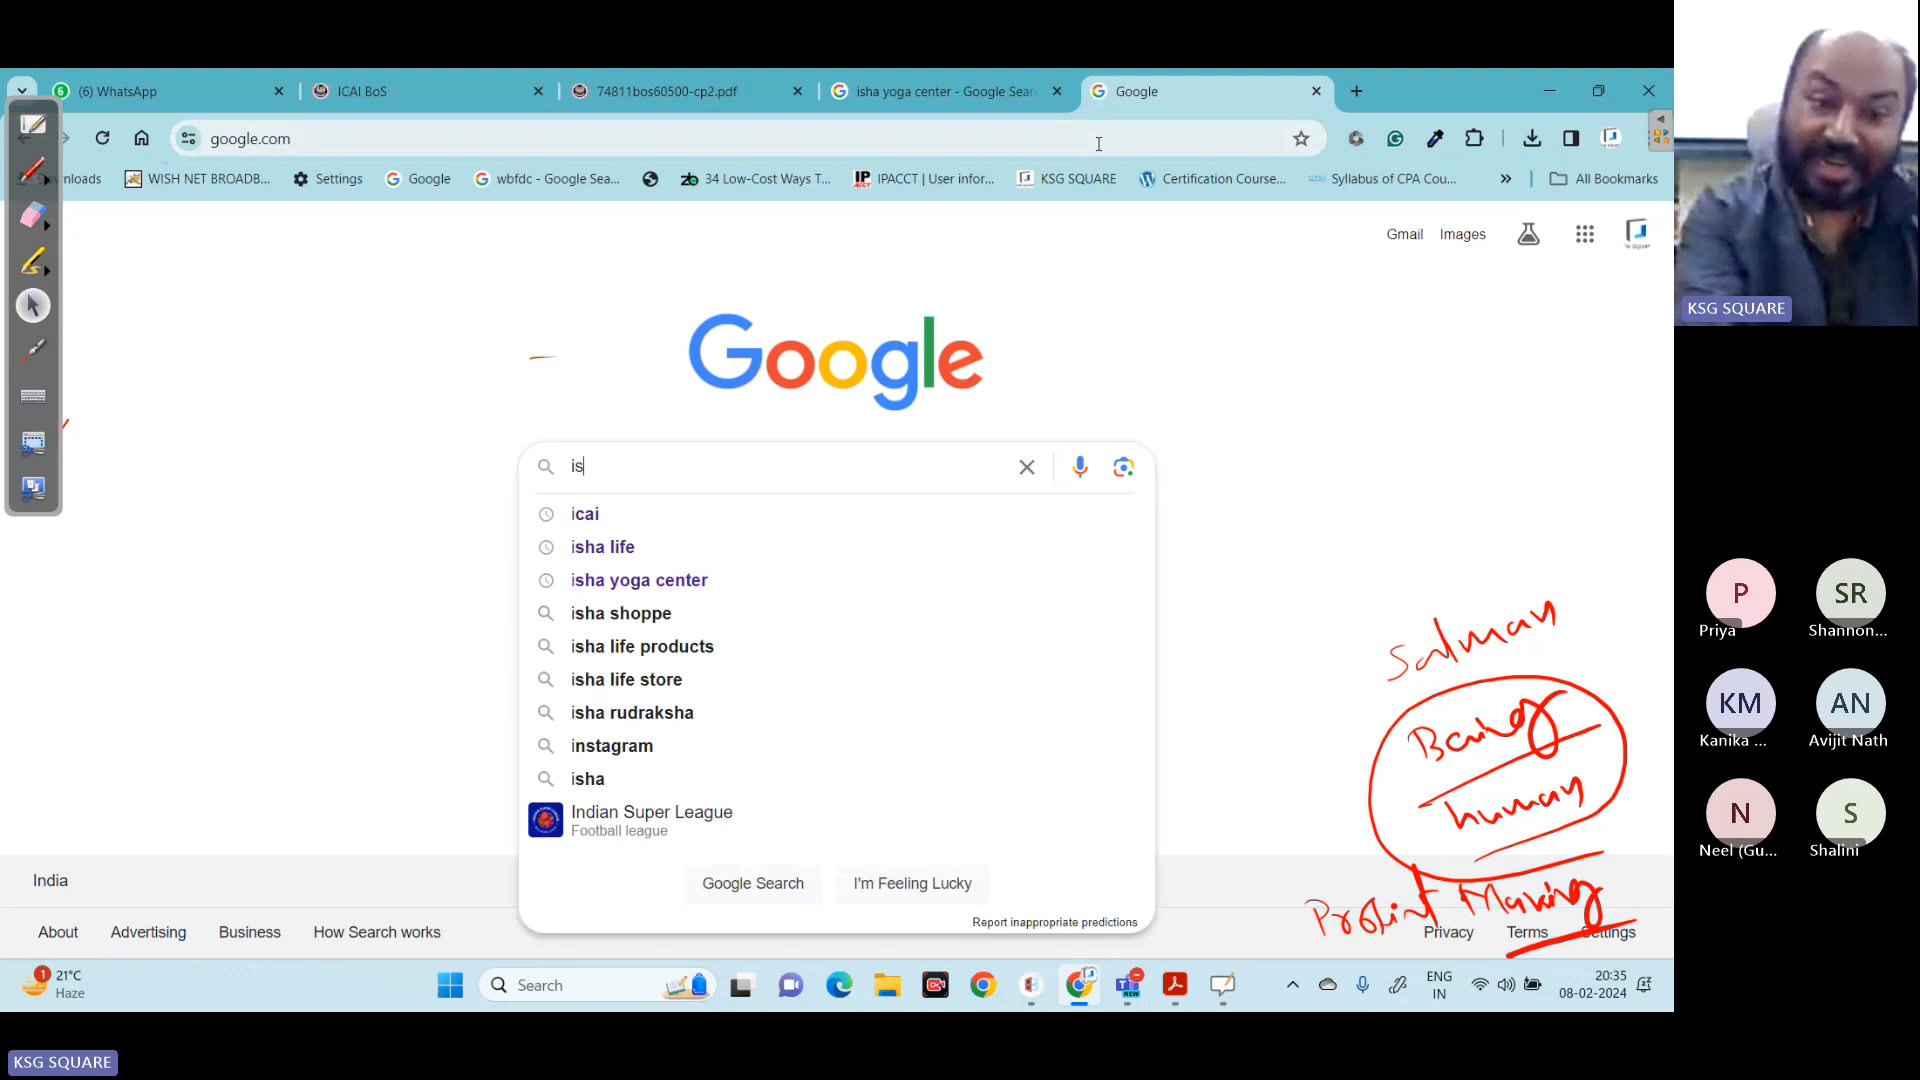 (6) WhatsApp
ICAI BoS
74811bos60500-cp2.pdf
isha yoga center - Google Sear
Google
google.com
nloads
WISH NET BROADB...
Settings
Google
wbfdc - Google Sea...
34 Low-Cost Ways T...
IPACCT | User infor...
KSG SQUARE
Certification Course...
Syllabus of CPA Cou...
All Bookmarks
Gmail
Images
Google
is
icai
isha life
isha yoga center
isha shoppe
isha life products
isha life store
isha rudraksha
instagram
isha
Indian Super League
Football league
Google Search
I'm Feeling Lucky
Report inappropriate predictions
Salman
Being
human
Profit Making
India
About
Advertising
Business
How Search works
Privacy
Terms
Settings
1
21°C
Haze
Search
NEW
ENG
IN
20:35
08-02-2024
KSG SQUARE
P
Priya
SR
Shannon...
KM
Kanika ...
AN
Avijit Nath
N
Neel (Gu...
S
Shalini
KSG SQUARE